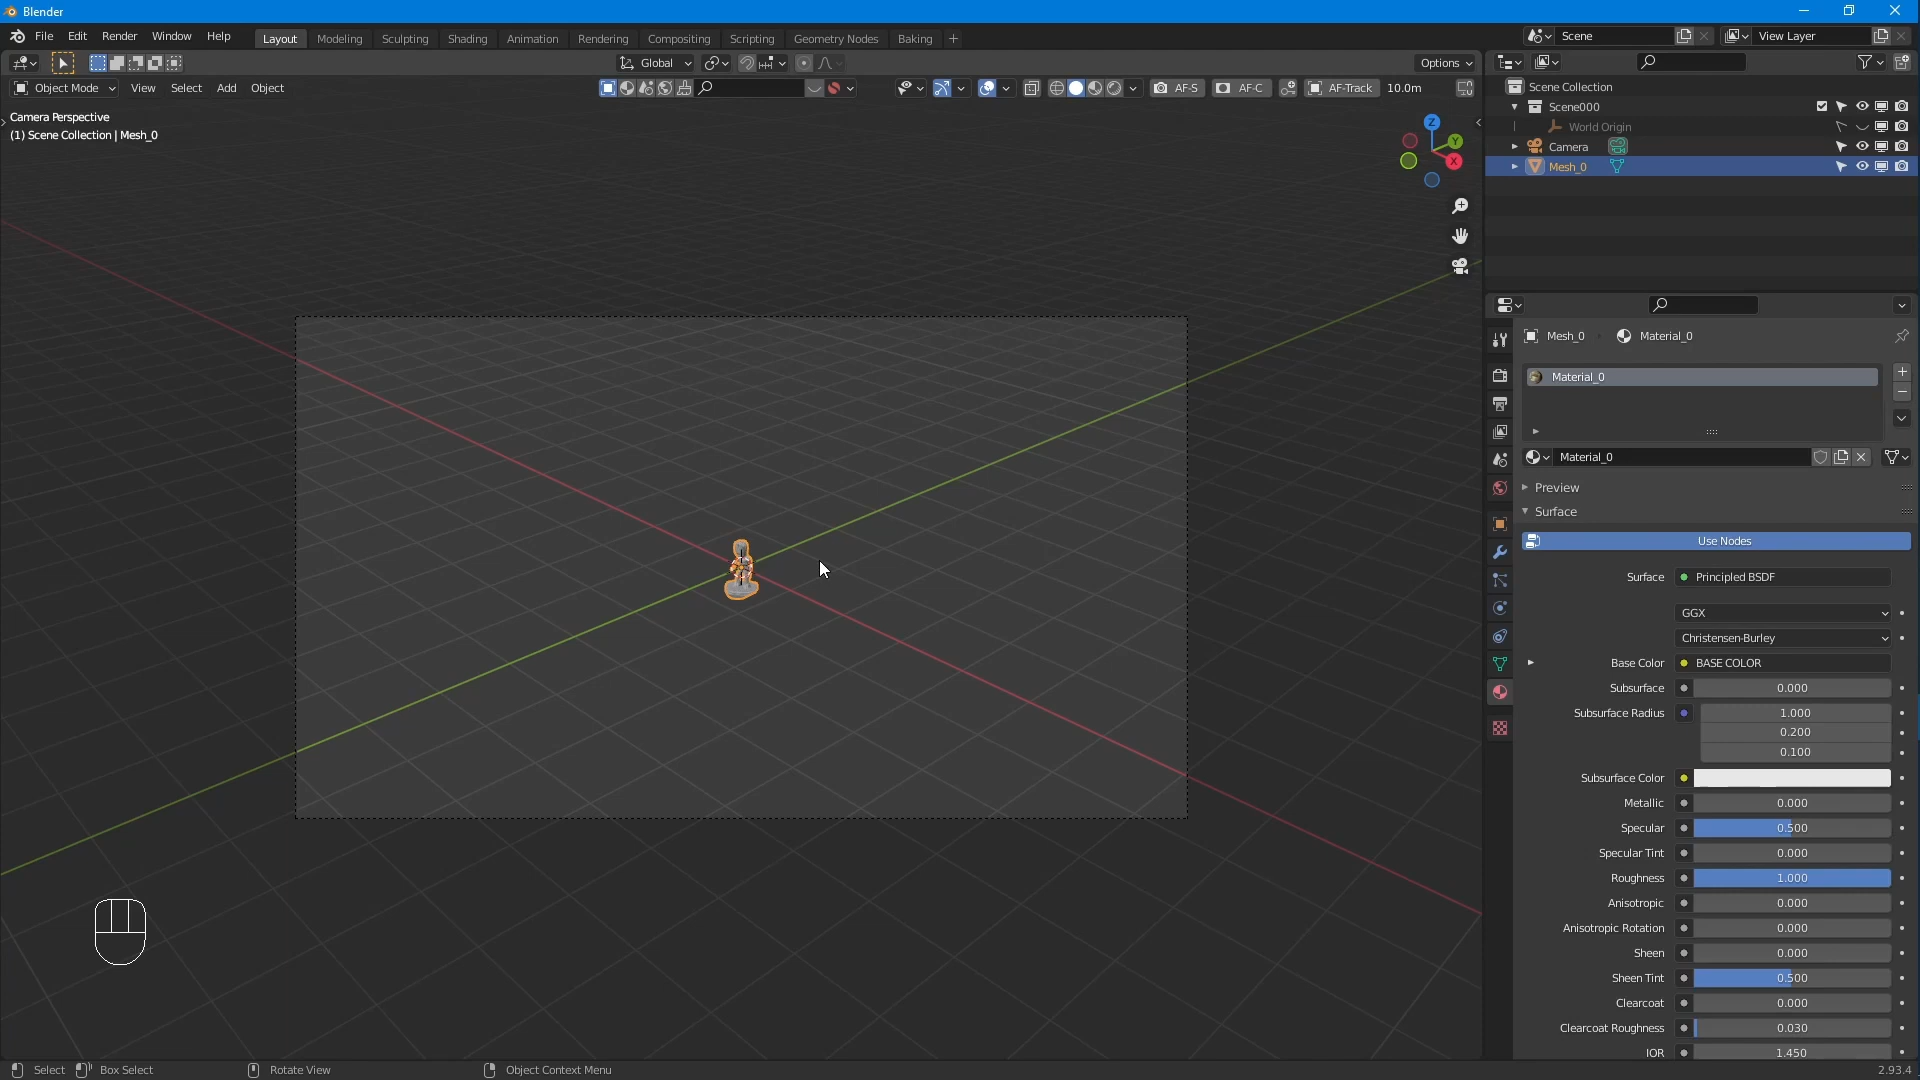 Blender
File Edit Render Window Help
Layout Modeling Sculpting Shading Animation Rendering Compositing Scripting Geometry Nodes Baking +
Scene
View Layer
Global
Options
Object Mode View Select Add Object
AF-S AF-C AF-Track 10.0m
Camera Perspective
(1) Scene Collection | Mesh_0
Z
Y
X
Scene Collection
Scene000
World Origin
Camera
Mesh_0
Mesh_0 Material_0
Material_0
Material_0
Preview
Surface
Use Nodes
Surface Principled BSDF
GGX
Christensen-Burley
Base Color BASE COLOR
Subsurface 0.000
Subsurface Radius 1.000
0.200
0.100
Subsurface Color
Metallic 0.000
Specular 0.500
Specular Tint 0.000
Roughness 1.000
Anisotropic 0.000
Anisotropic Rotation 0.000
Sheen 0.000
Sheen Tint 0.500
Clearcoat 0.000
Clearcoat Roughness 0.030
IOR 1.450
Select Box Select Rotate View Object Context Menu 2.93.4